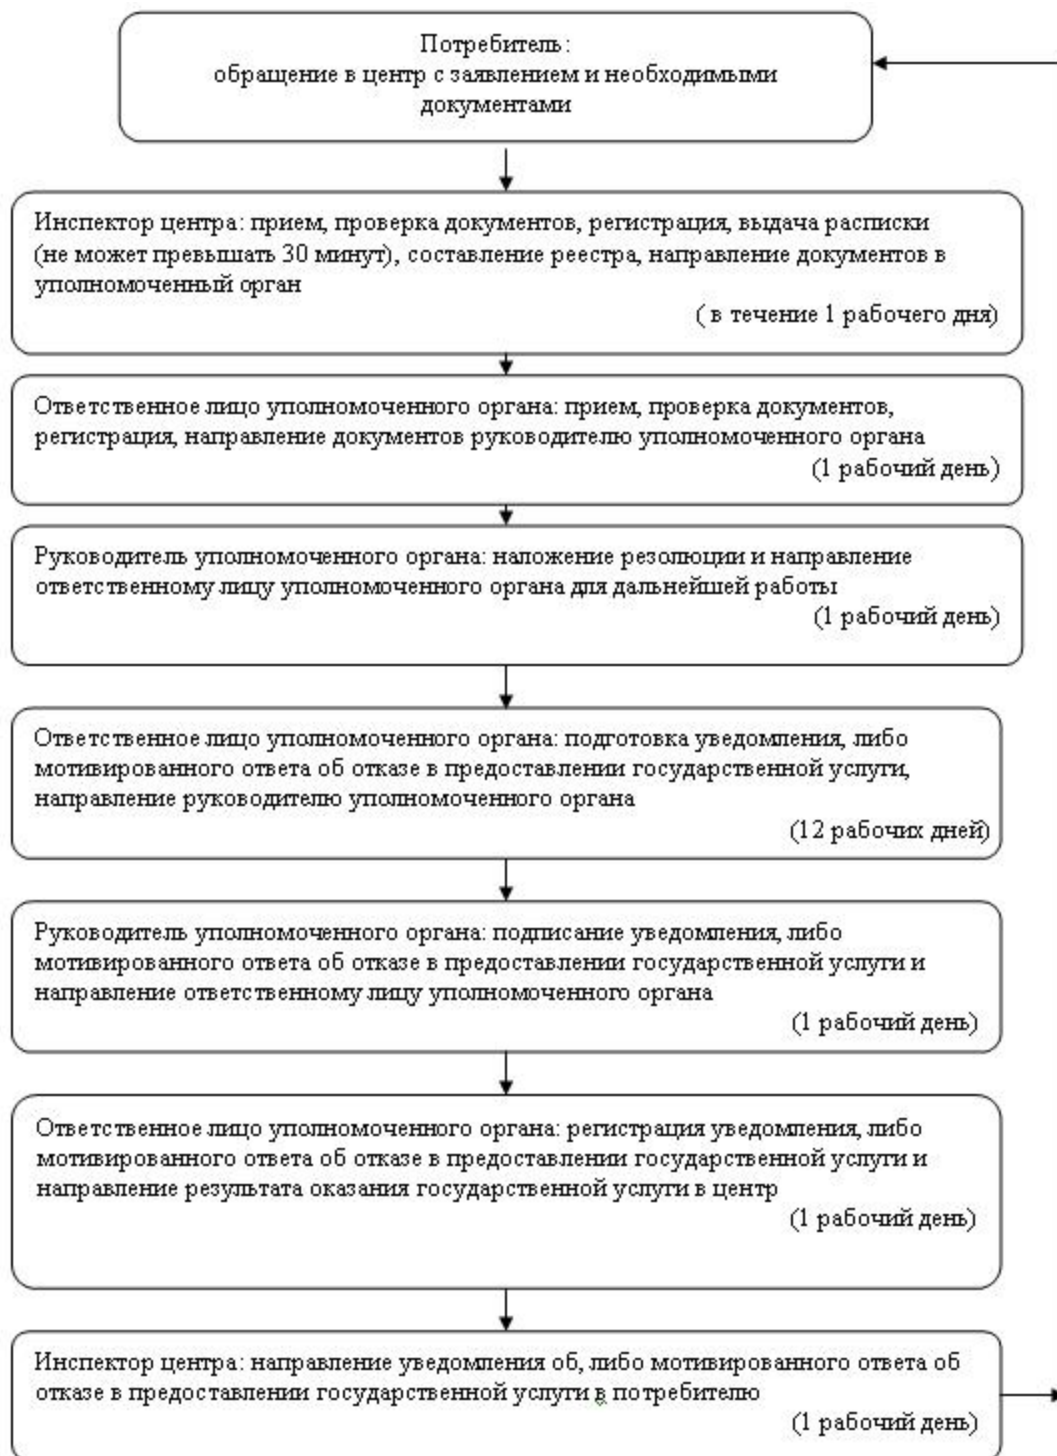 Потребитель:
обращение в центр с заявлением и необходимыми
документами
Инспектор центра: прием, проверка документов, регистрация, выдача расписки
(не может превышать 30 минут), составление реестра, направление документов в
уполномоченный орган
( в течение 1 рабочего дня)
Ответственное лицо уполномоченного органа: прием, проверка документов,
регистрация, направление документов руководителю уполномоченного органа
(1 рабочий день)
Руководитель уполномоченного органа: наложение резолюции и направление
ответственному лицу уполномоченного органа для дальнейшей работы
(1 рабочий день)
Ответственное лицо уполномоченного органа: подготовка уведомления, либо
мотивированного ответа об отказе в предоставлении государственной услуги,
направление руководителю уполномоченного органа
(12 рабочих дней)
Руководитель уполномоченного органа: подписание уведомления, либо
мотивированного ответа об отказе в предоставлении государственной услуги и
направление ответственному лицу уполномоченного органа
(1 рабочий день)
Ответственное лицо уполномоченного органа: регистрация уведомления, либо
мотивированного ответа об отказе в предоставлении государственной услуги и
направление результата оказания государственной услуги в центр
(1 рабочий день)
Инспектор центра: направление уведомления об, либо мотивированного ответа об
отказе в предоставлении государственной услуги в потребителю
(1 рабочий день)